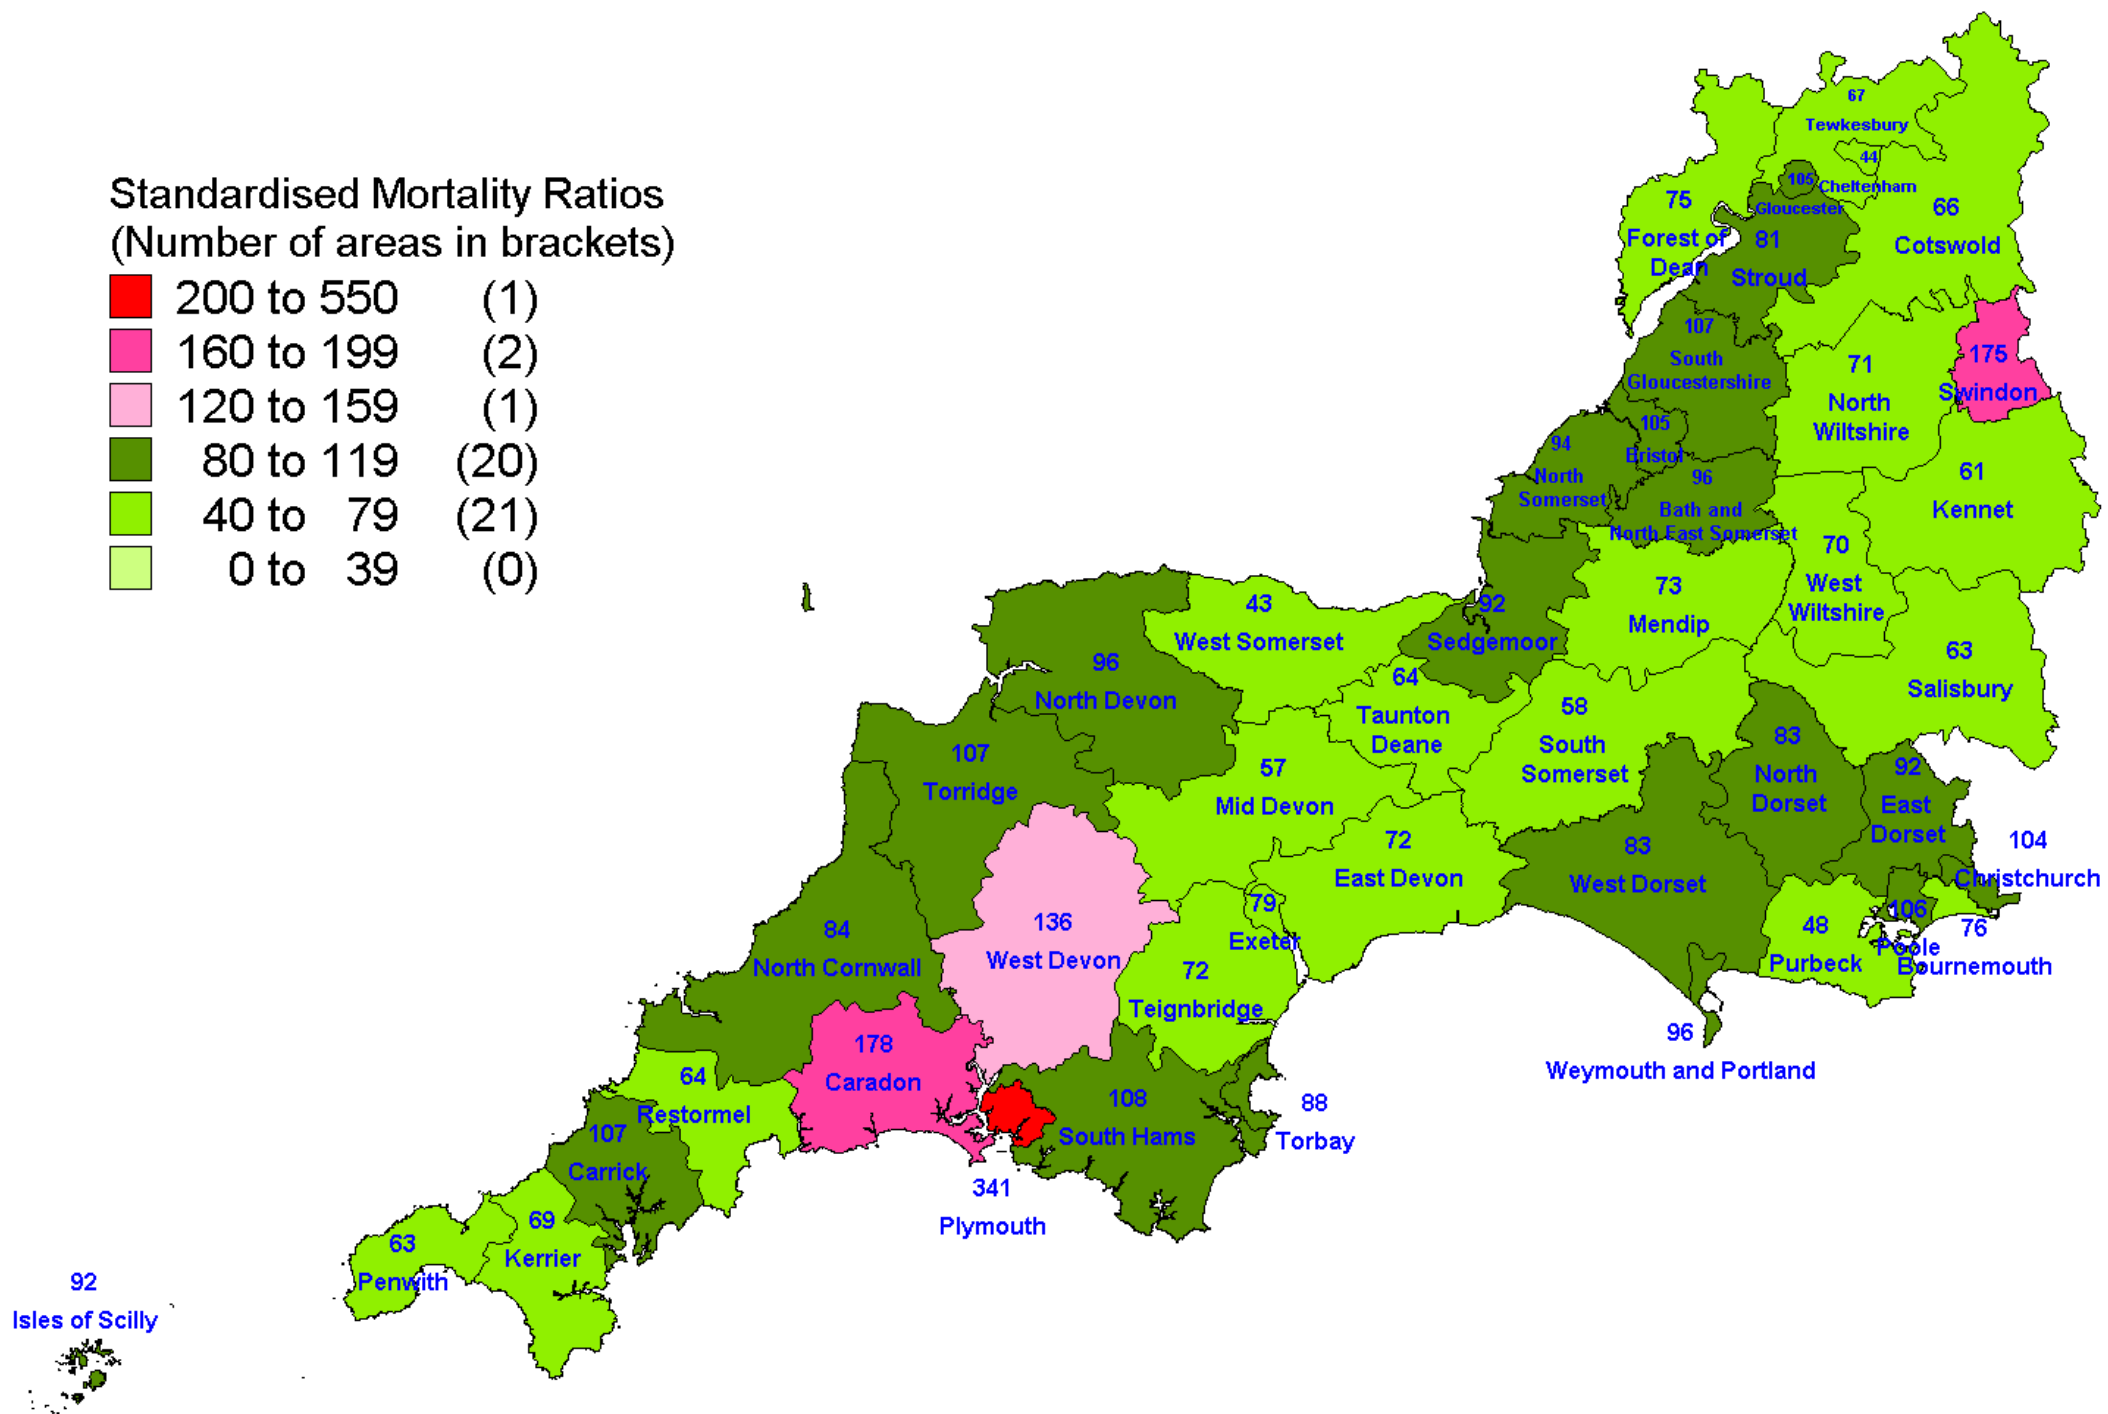 Standardised Mortality Ratios
(Number of areas in brackets)
200 to 550 (1)
160 to 199 (2)
120 to 159 (1)
80 to 119 (20)
40 to 79 (21)
0 to 39 (0)
67
Tewkesbury
44
Cheltenham
105
Gloucester
75
Forest of
Dean
81
Stroud
66
Cotswold
107
South
Gloucestershire
71
North
Wiltshire
175
Swindon
105
Bristol
94
North
Somerset
96
Bath and
North East Somerset
61
Kennet
70
West
Wiltshire
73
Mendip
43
West Somerset
92
Sedgemoor
63
Salisbury
96
North Devon
64
Taunton
Deane
58
South
Somerset
83
North
Dorset
92
East
Dorset
107
Torridge
57
Mid Devon
72
East Devon
83
West Dorset
104
Christchurch
79
Exeter
106
Poole
76
Bournemouth
48
Purbeck
136
West Devon
84
North Cornwall
72
Teignbridge
96
Weymouth and Portland
178
Caradon
64
Restormel
108
South Hams
88
Torbay
107
Carrick
341
Plymouth
69
Kerrier
63
Penwith
92
Isles of Scilly